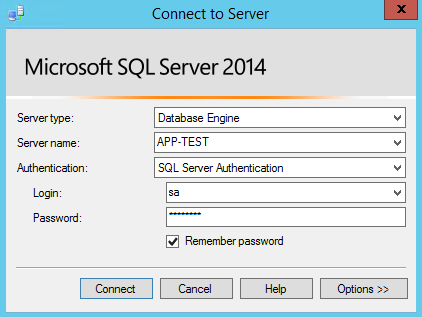 Connect to Server
x
Microsoft SQL Server 2014
Server type: Database Engine
Server name: APP-TEST
Authentication: SQL Server Authentication
Login: sa
Password: ********
Remember password
Connect Cancel Help Options >>